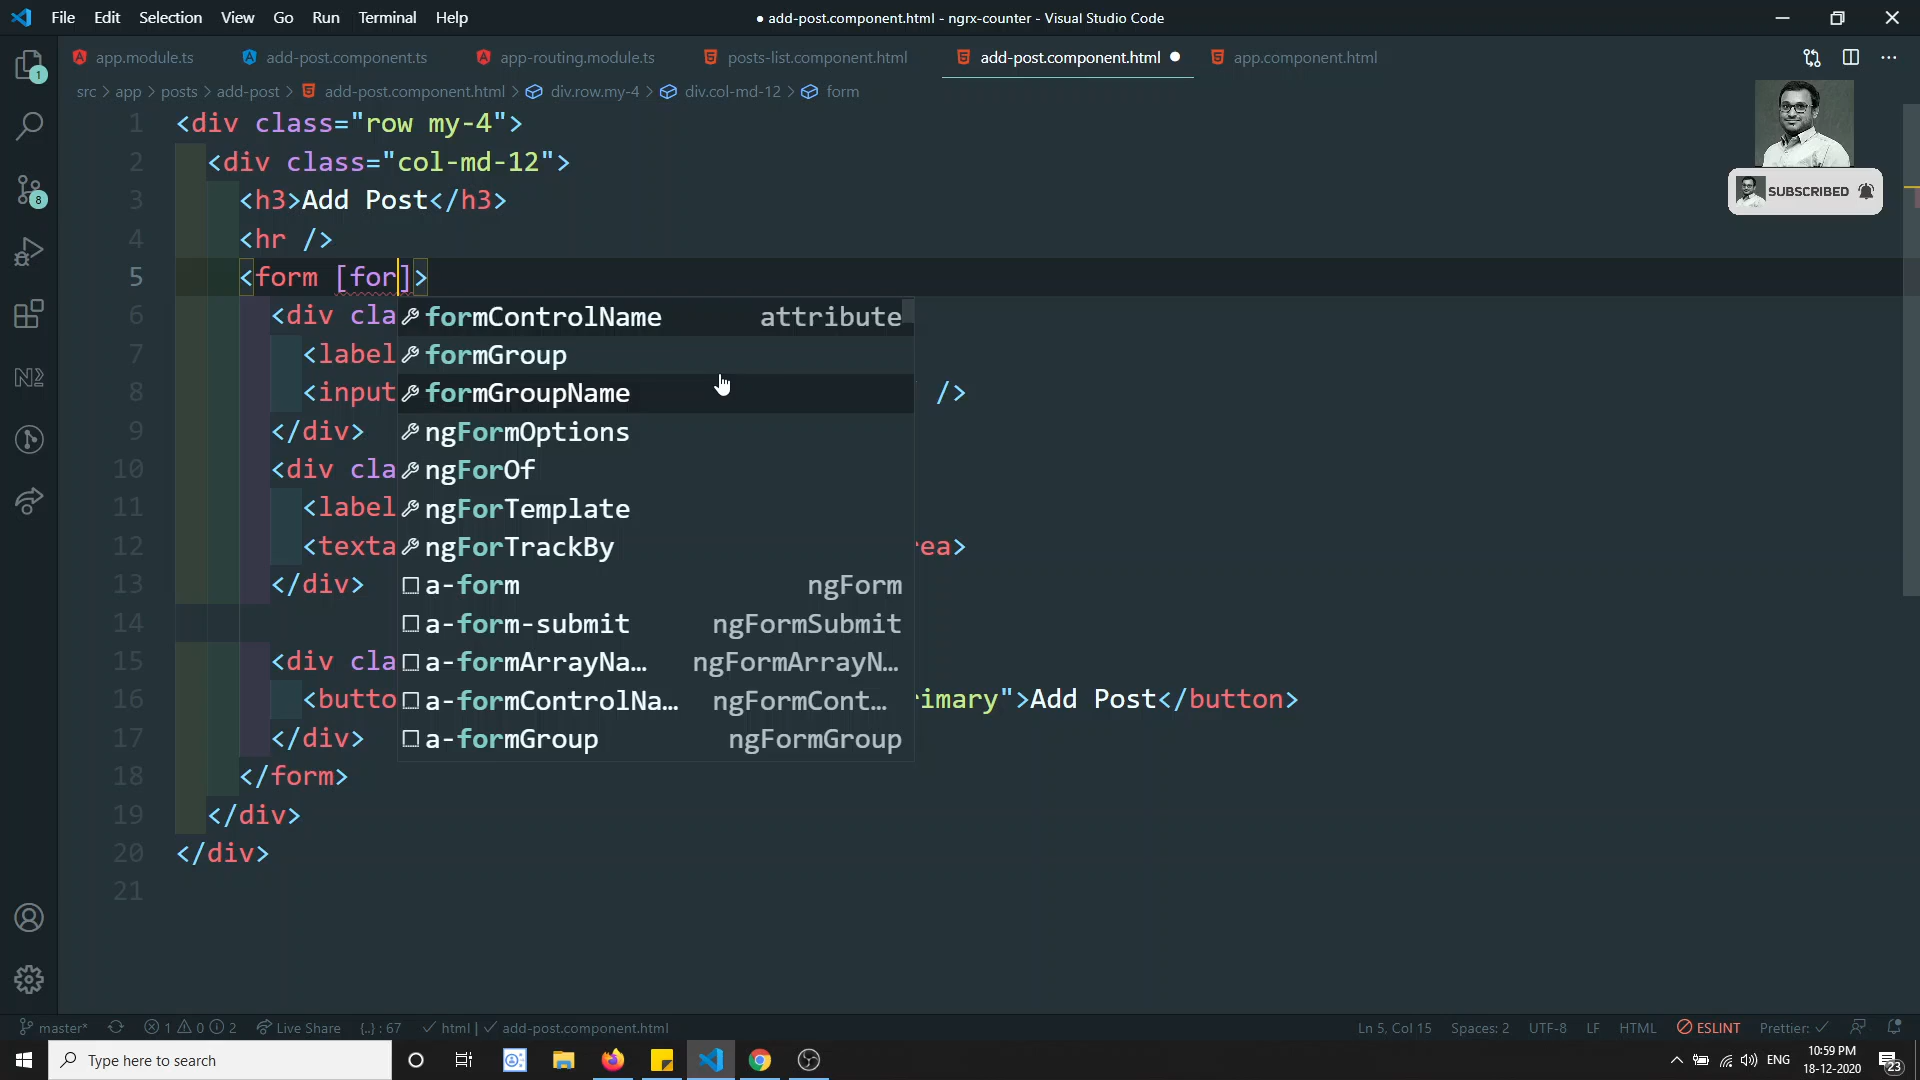 File Edit Selection View Go Run Terminal Help
● add-post.component.html - ngrx-counter - Visual Studio Code
app.module.ts add-post.component.ts app-routing.module.ts posts-list.component.html add-post.component.html ● app.component.html
src > app > posts > add-post > add-post.component.html > div.row.my-4 > div.col-md-12 > form
SUBSCRIBED
1 <div class="row my-4">
2 <div class="col-md-12">
3 <h3>Add Post</h3>
4 <hr />
5 <form [for]>
6 <div cla
formControlName attribute
7 <label
formGroup
8 <input
formGroupName
/>
9 </div>
ngFormOptions
10 <div cla
ngForOf
11 <label
ngForTemplate
12 <texta
ngForTrackBy
rea>
13 </div>
a-form ngForm
14
a-form-submit ngFormSubmit
15 <div cla
a-formArrayNa… ngFormArrayN…
16 <butto
a-formControlNa… ngFormCont…
rimary">Add Post</button>
17 </div>
a-formGroup ngFormGroup
18 </form>
19 </div>
20 </div>
21
1
8
master* 1 0 2 Live Share {..} : 67 html | add-post.component.html
Ln 5, Col 15 Spaces: 2 UTF-8 LF HTML ESLINT Prettier: ✓
Type here to search
ENG
10:59 PM
18-12-2020
23